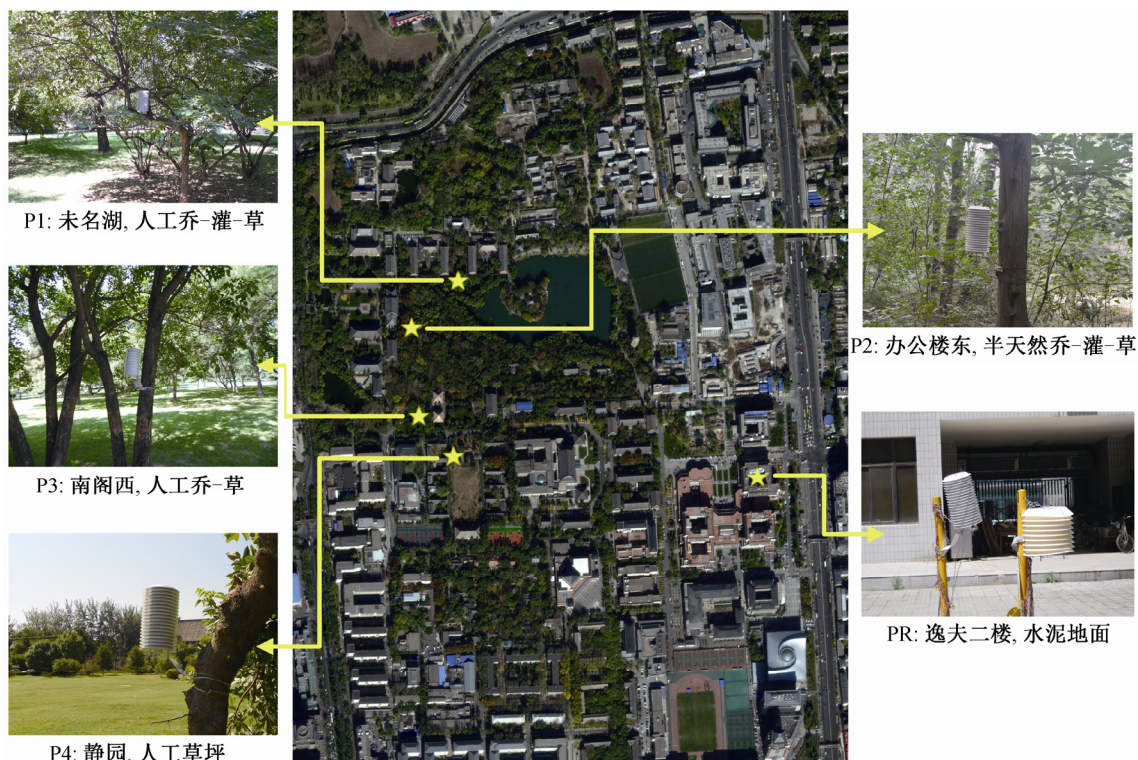 P1: 未名湖, 人工乔-灌-草
P2: 办公楼东, 半天然乔-灌-草
P3: 南阁西, 人工乔-草
PR: 逸夫二楼, 水泥地面
P4: 静园, 人工草坪